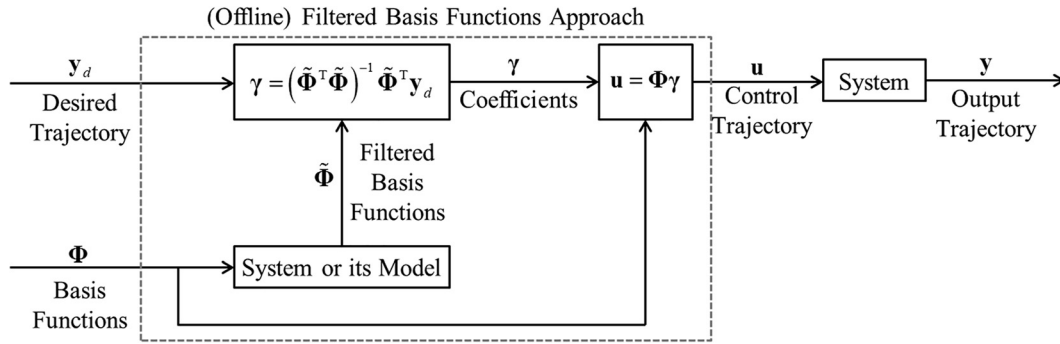 (Offline) Filtered Basis Functions Approach
𝐲_d
Desired
Trajectory
𝛄 = (𝚽̃ᵀ𝚽̃)⁻¹ 𝚽̃ᵀ𝐲_d
𝛄
Coefficients
𝐮 = 𝚽𝛄
𝐮
Control
Trajectory
System
𝐲
Output
Trajectory
𝚽̃
Filtered
Basis
Functions
𝚽
Basis
Functions
System or its Model